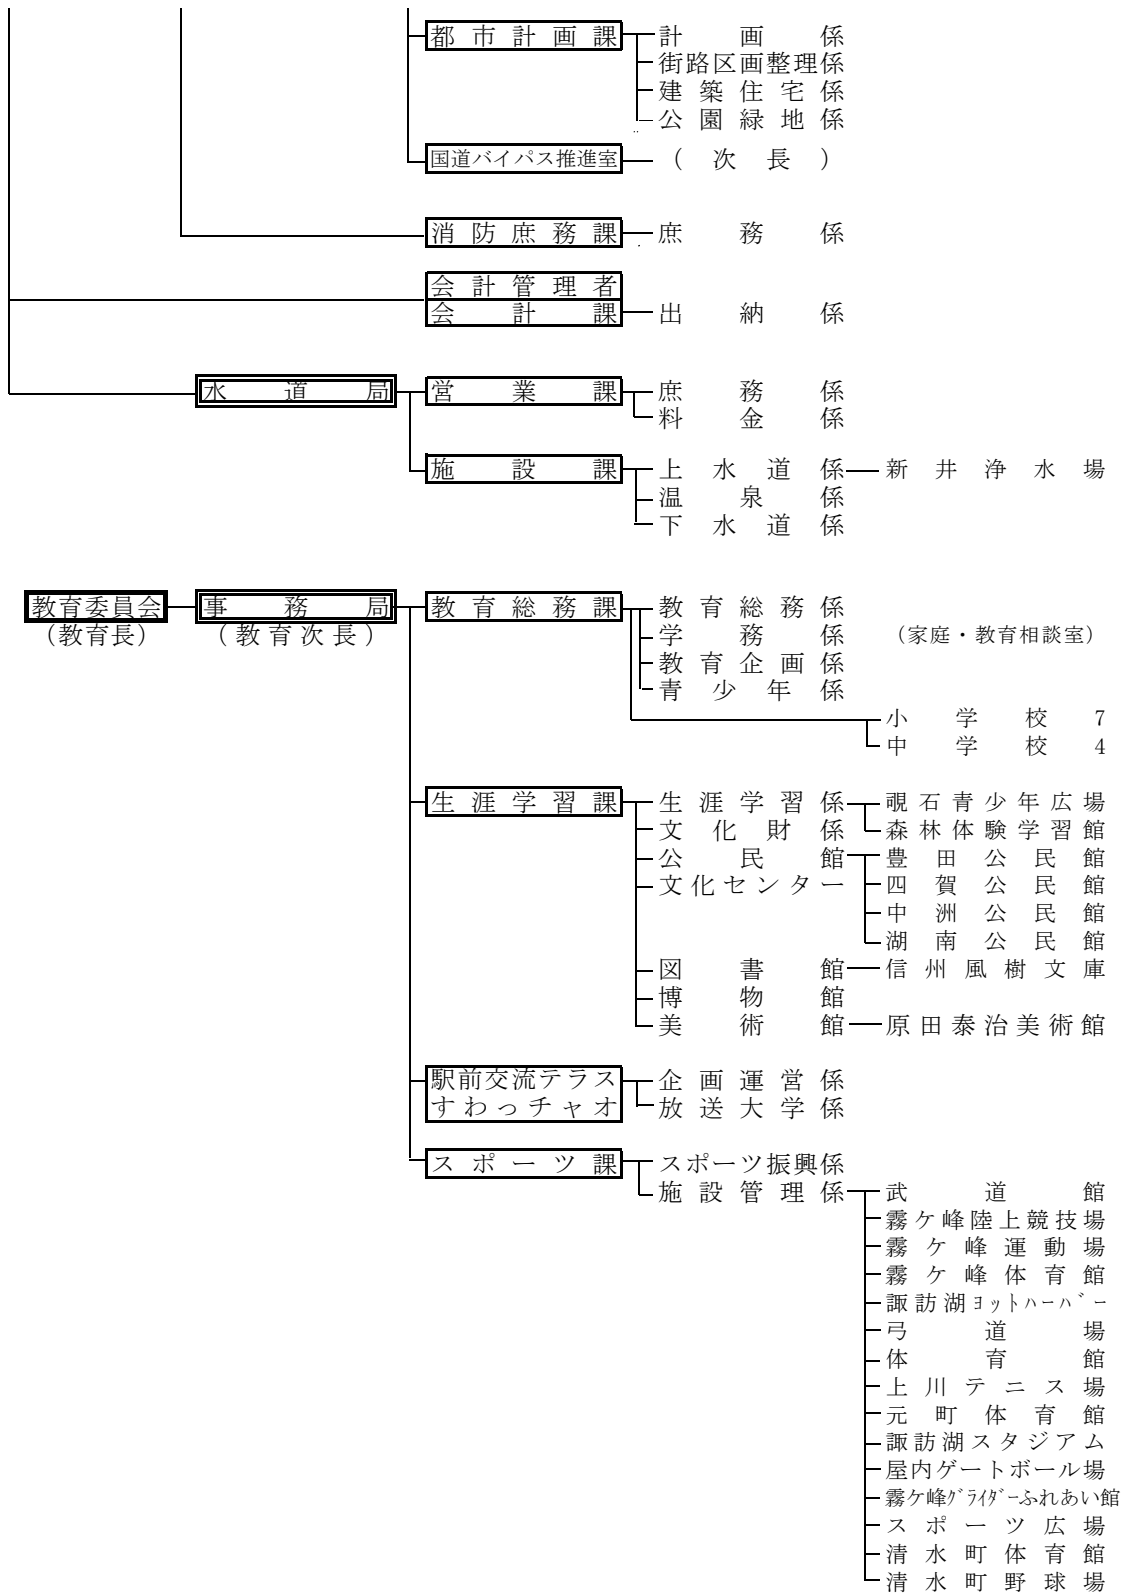 都市計画課 計画係
街路区画整理係
建築住宅係
公園緑地係
国道バイパス推進室 (次長)
消防庶務課 庶務係
会計管理者
会計課 出納係
水道局 営業課 庶務係
料金係
施設課 上水道係 新井浄水場
温泉係
下水道係
教育委員会 事務局 教育総務課 教育総務係
(教育長) (教育次長) 学務係 (家庭・教育相談室)
教育企画係
青少年係
小学校 7
中学校 4
生涯学習課 生涯学習係 覗石青少年広場
文化財係 森林体験学習館
公民館 豊田公民館
文化センター 四賀公民館
中洲公民館
湖南公民館
図書館 信州風樹文庫
博物館
美術館 原田泰治美術館
駅前交流テラス 企画運営係
すわっチャオ 放送大学係
スポーツ課 スポーツ振興係
施設管理係 武道館
霧ケ峰陸上競技場
霧ケ峰運動場
霧ケ峰体育館
諏訪湖ヨットハーバー
弓道場
体育館
上川テニス場
元町体育館
諏訪湖スタジアム
屋内ゲートボール場
霧ケ峰グライダーふれあい館
スポーツ広場
清水町体育館
清水町野球場